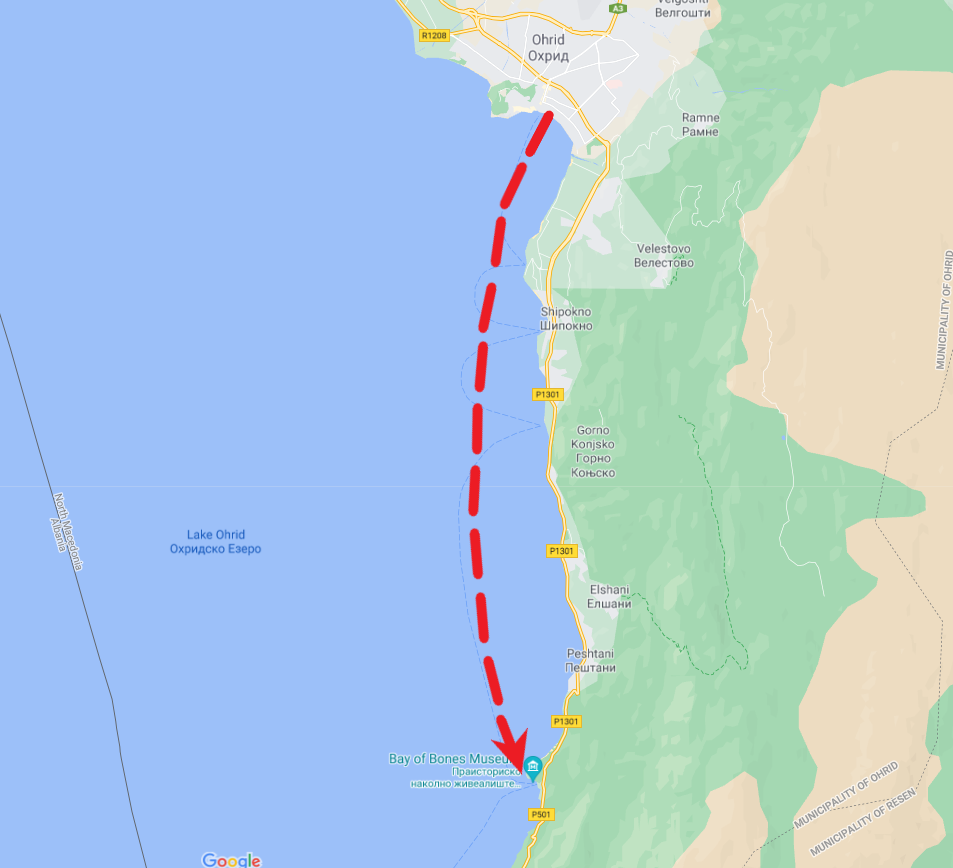 Velgoshti
Велгошти
A3
R1208
Ohrid
Охрид
Ramne
Рамне
Velestovo
Велестово
MUNICIPALITY OF OHRID
Shipokno
Шипокно
P1301
Gorno
Konjsko
Горно
Коњско
North Macedonia
Albania
Lake Ohrid
Охридско Езеро
P1301
Elshani
Елшани
Peshtani
Пештани
P1301
Bay of Bones Museu
Праисториско
наколно живеалиште...
MUNICIPALITY OF OHRID
MUNICIPALITY OF RESEN
P501
Google